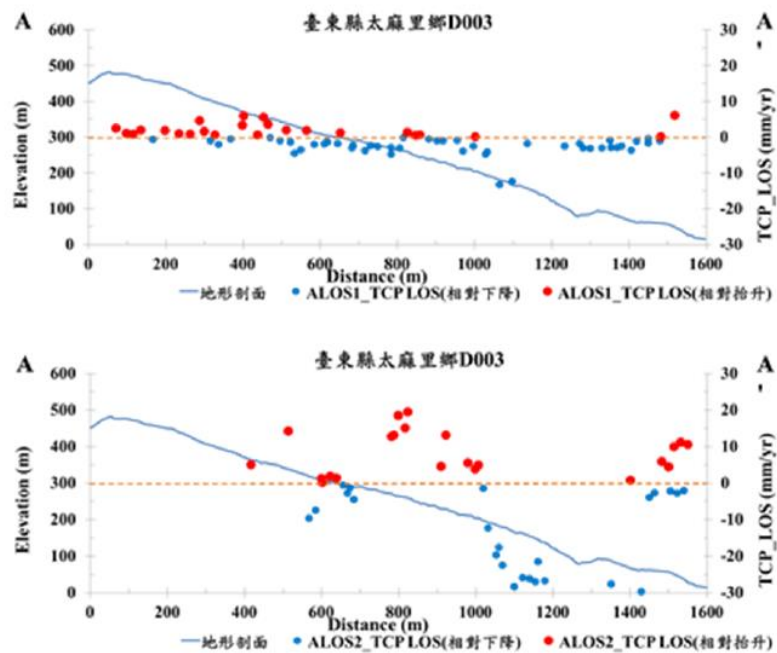 A 臺東縣太麻里鄉D003 A
'
600 30
500 20
400 10
300 0
200 -10
100 -20
0 -30
Elevation (m)
TCP_LOS (mm/yr)
0 200 400 600 800 1000 1200 1400 1600
Distance (m)
地形剖面 ALOS1_TCP LOS(相對下降) ALOS1_TCP LOS(相對抬升)
A 臺東縣太麻里鄉D003 A
'
600 30
500 20
400 10
300 0
200 -10
100 -20
0 -30
Elevation (m)
TCP_LOS (mm/yr)
0 200 400 600 800 1000 1200 1400 1600
Distance (m)
地形剖面 ALOS2_TCP LOS(相對下降) ALOS2_TCP LOS(相對抬升)